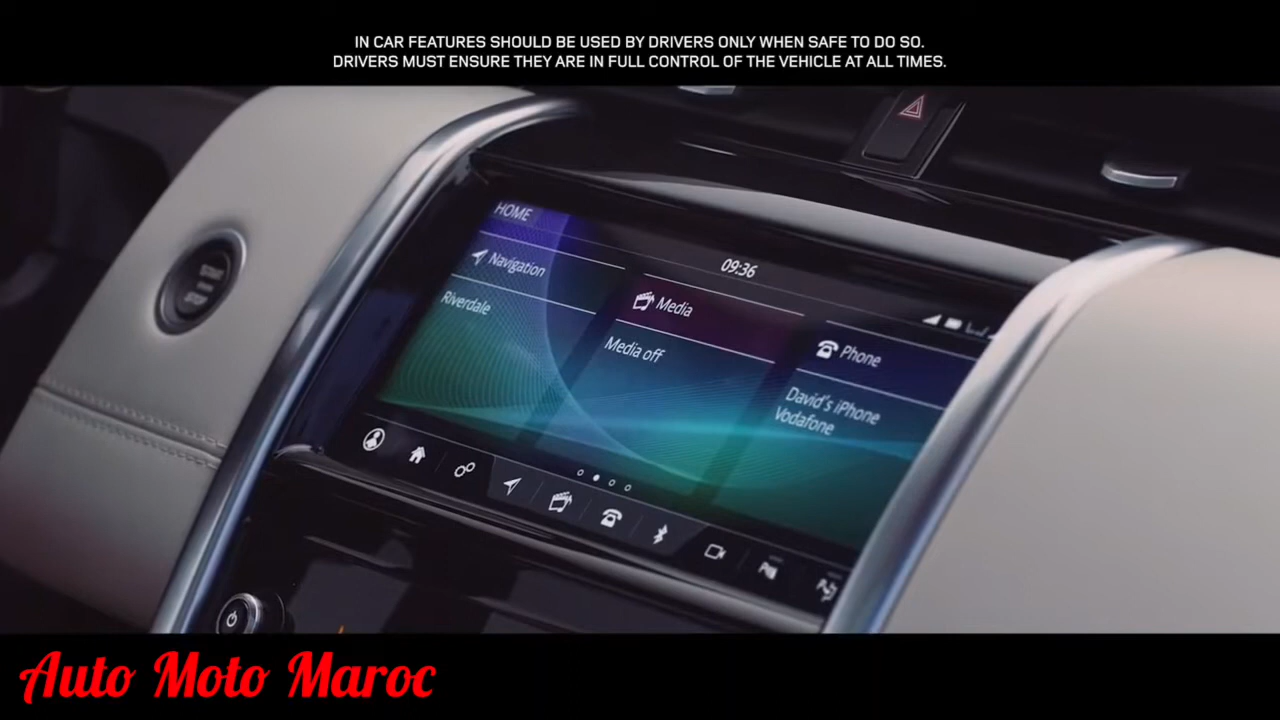 IN CAR FEATURES SHOULD BE USED BY DRIVERS ONLY WHEN SAFE TO DO SO.
DRIVERS MUST ENSURE THEY ARE IN FULL CONTROL OF THE VEHICLE AT ALL TIMES.
HOME
09:36
Navigation
Riverdale
Media
Media off
Phone
David's iPhone
Vodafone
START
STOP
Auto Moto Maroc